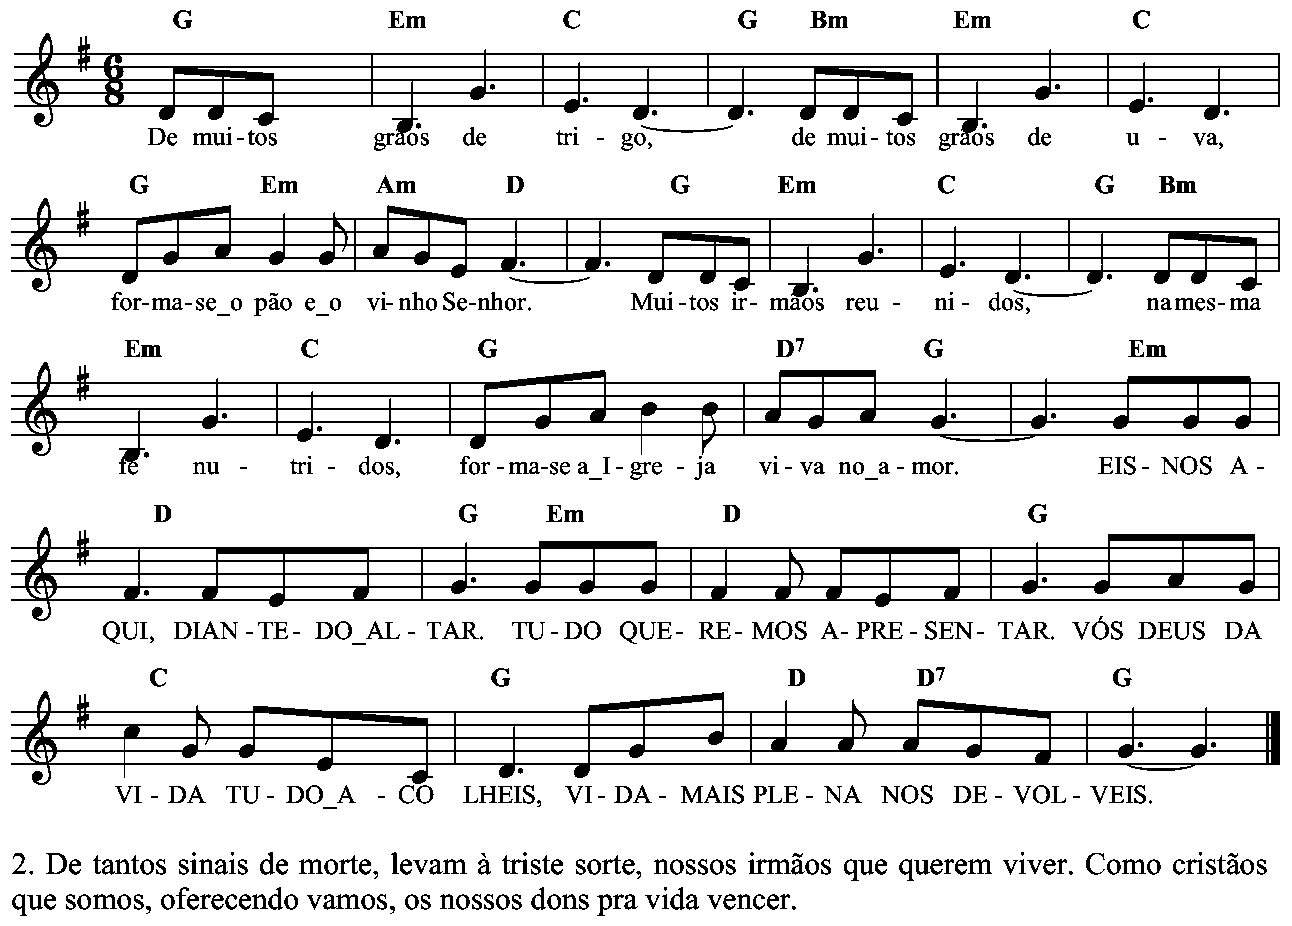 G Em C G Bm Em C
6
8
De mui-tos grãos de tri-go, de mui-tos grãos de u-va,
G Em Am D G Em C G Bm
for-ma-se_o pão e_o vi-nho Se-nhor. Mui-tos ir-mãos reu-ni-dos, na mes-ma
Em C G D7 G Em
fé nu-tri-dos, for-ma-se a_I-gre-ja vi-va no_a-mor. EIS-NOS A-
D G Em D G
QUI, DIAN-TE-DO_AL-TAR. TU-DO QUE-RE-MOS A-PRE-SEN-TAR. VÓS DEUS DA
C G D D7 G
VI-DA TU-DO_A-CO LHEIS, VI-DA-MAIS PLE-NA NOS DE-VOL-VEIS.
2. De tantos sinais de morte, levam à triste sorte, nossos irmãos que querem viver. Como cristãos
que somos, oferecendo vamos, os nossos dons pra vida vencer.